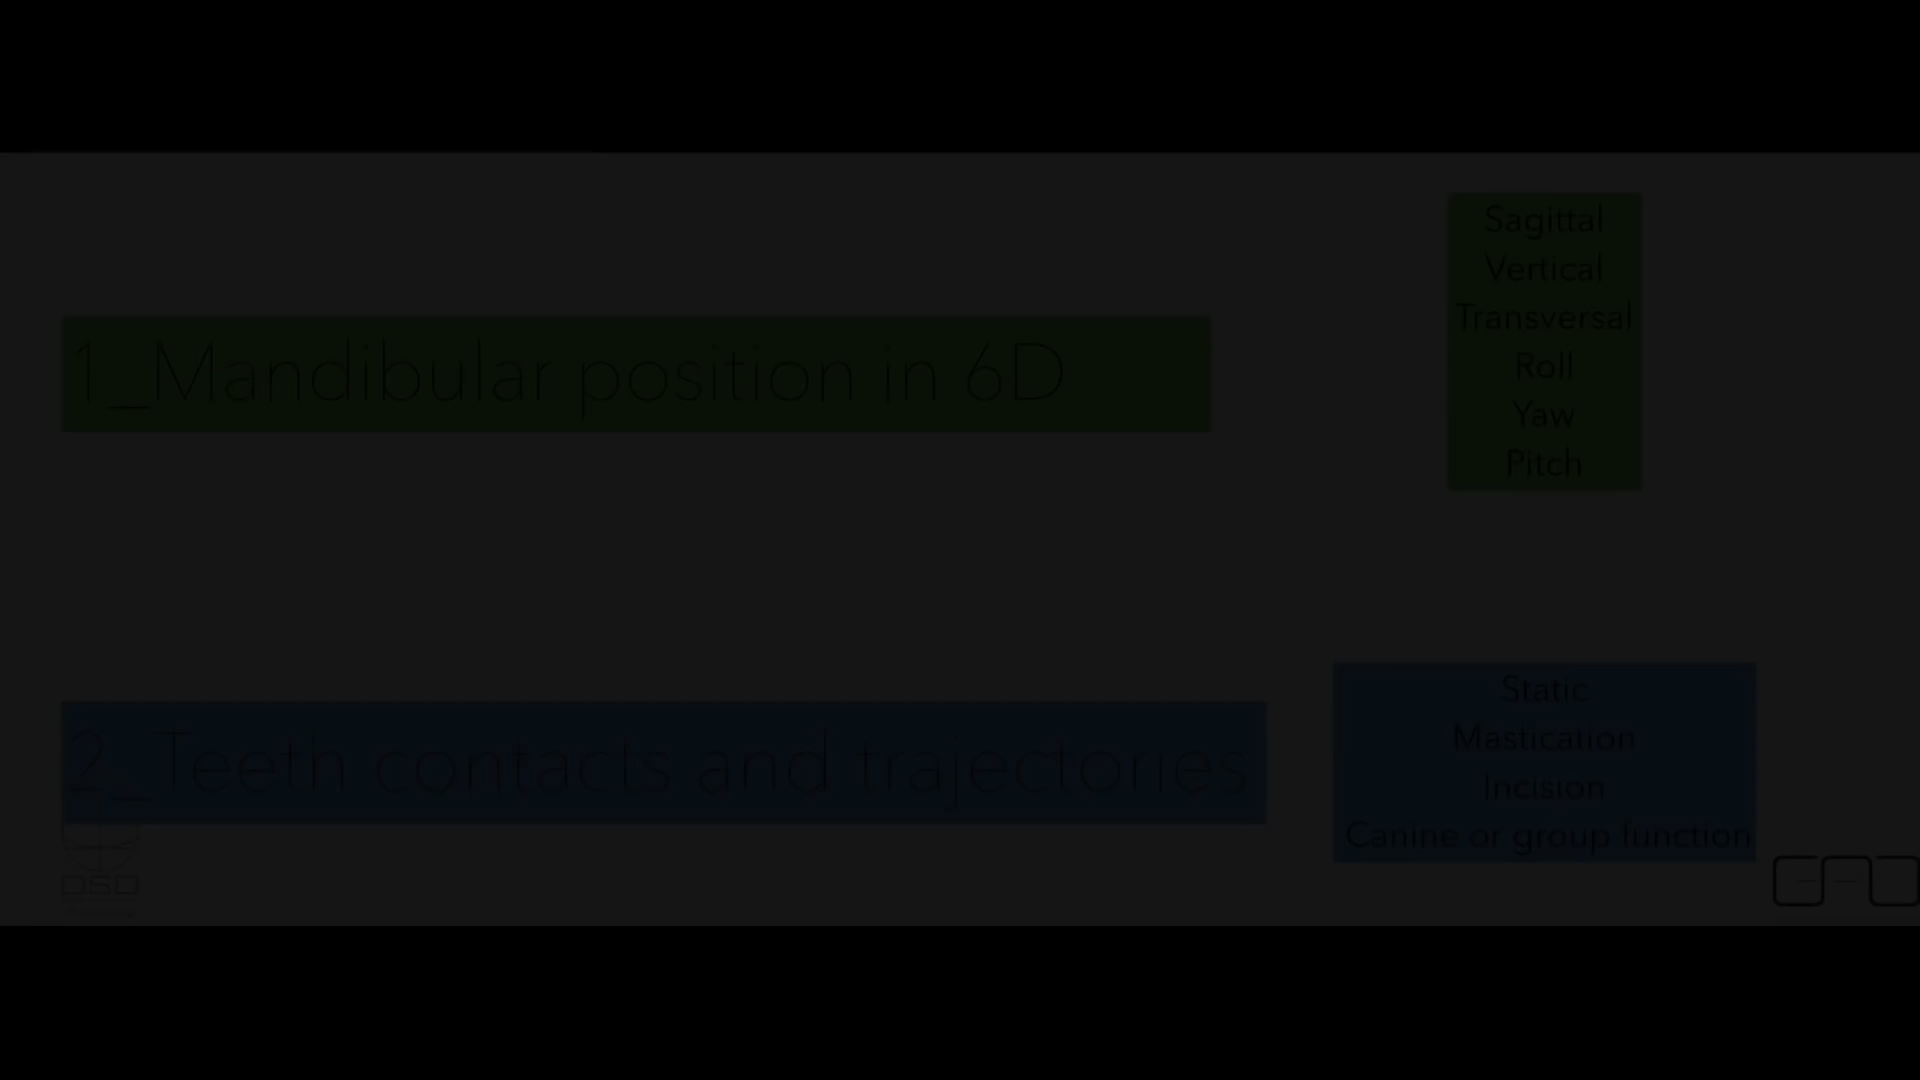 1_Mandibular position in 6D
Sagittal
Vertical
Transversal
Roll
Yaw
Pitch
2_Teeth contacts and trajectories
Static
Mastication
Incision
Canine or group function
DSD